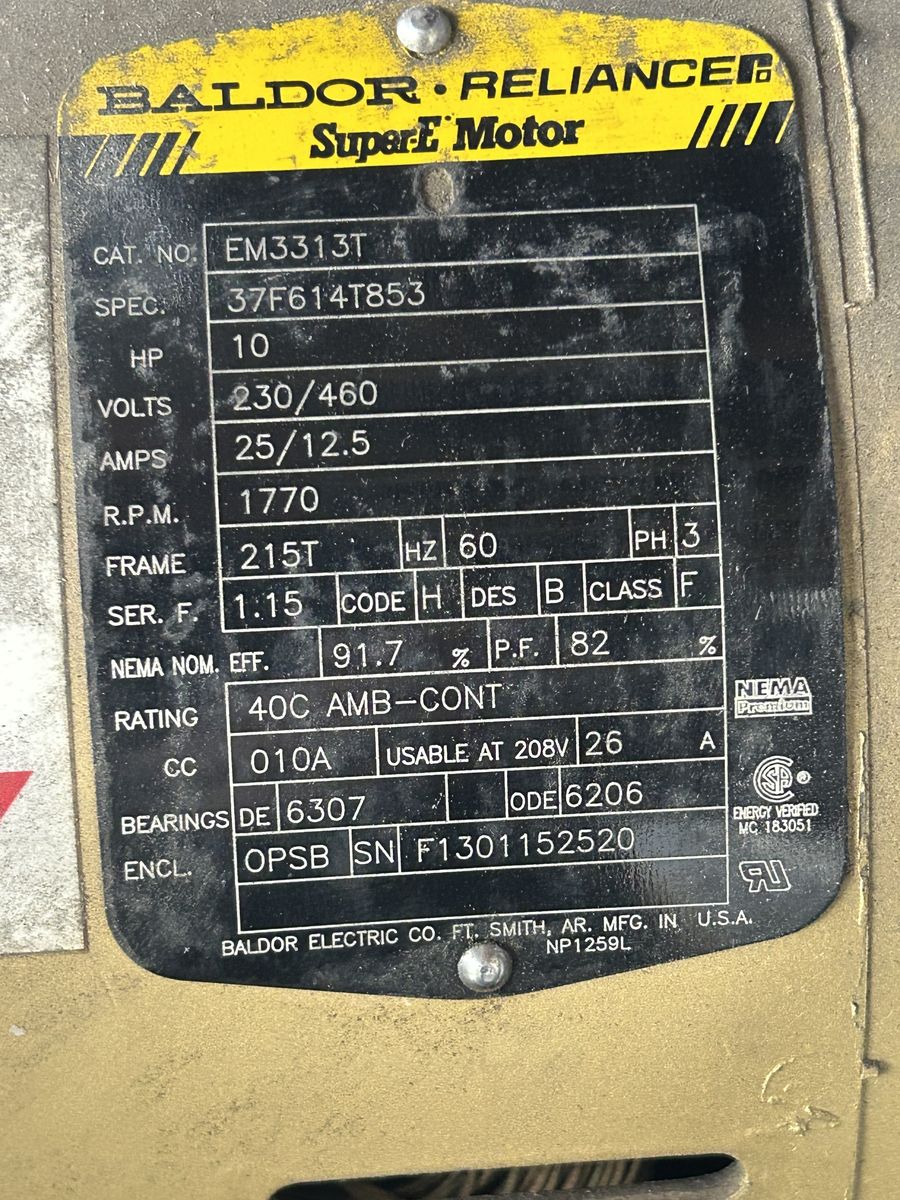 BALDOR • RELIANCE
Super-E Motor
CAT. NO. EM3313T
SPEC. 37F614T853
HP 10
VOLTS 230/460
AMPS 25/12.5
R.P.M. 1770
FRAME 215T HZ 60 PH 3
SER. F. 1.15 CODE H DES B CLASS F
NEMA NOM. EFF. 91.7 % P.F. 82 %
RATING 40C AMB-CONT
NEMA
Premium
CC 010A USABLE AT 208V 26 A
BEARINGS DE 6307 ODE 6206
ENCL. OPSB SN F1301152520
SA ®
ENERGY VERIFIED
MC 183051
BALDOR ELECTRIC CO. FT. SMITH, AR. MFG. IN U.S.A.
NP1259L